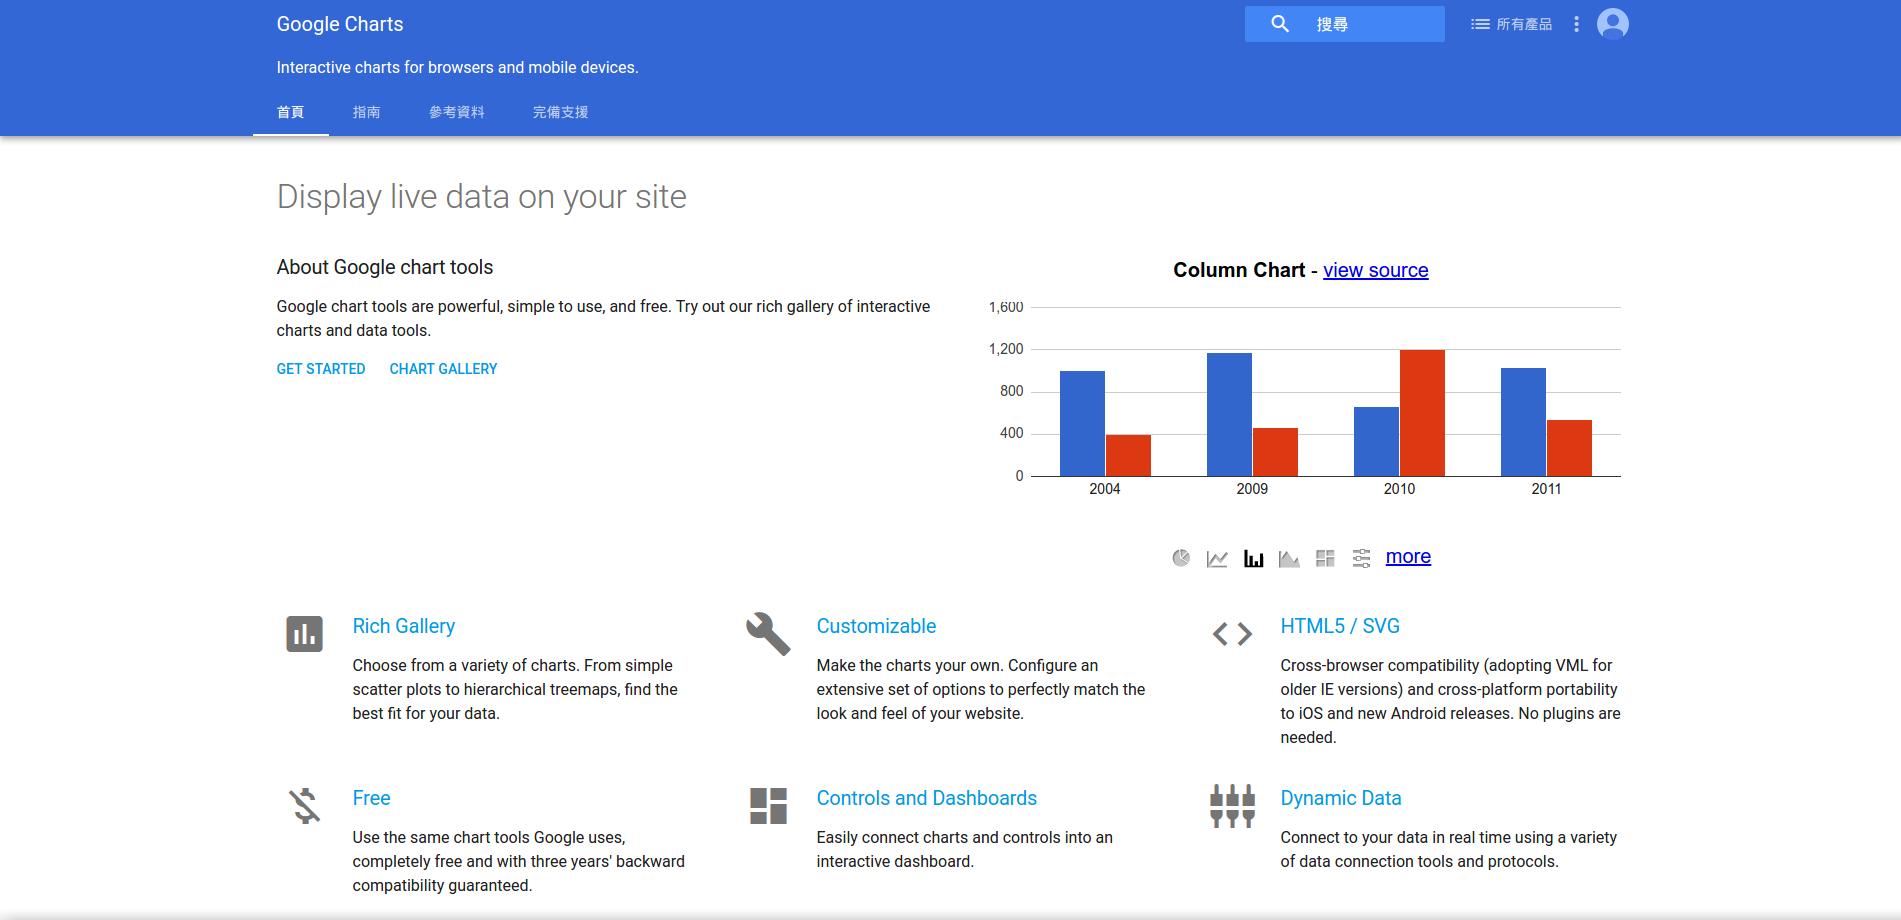 Google Charts
搜尋
所有產品
Interactive charts for browsers and mobile devices.
首頁
指南
參考資料
完備支援
Display live data on your site
About Google chart tools
Google chart tools are powerful, simple to use, and free. Try out our rich gallery of interactive
charts and data tools.
GET STARTED
CHART GALLERY
Column Chart - view source
1,600
1,200
800
400
0
2004
2009
2010
2011
more
Rich Gallery
Choose from a variety of charts. From simple
scatter plots to hierarchical treemaps, find the
best fit for your data.
Customizable
Make the charts your own. Configure an
extensive set of options to perfectly match the
look and feel of your website.
HTML5 / SVG
Cross-browser compatibility (adopting VML for
older IE versions) and cross-platform portability
to iOS and new Android releases. No plugins are
needed.
Free
Use the same chart tools Google uses,
completely free and with three years' backward
compatibility guaranteed.
Controls and Dashboards
Easily connect charts and controls into an
interactive dashboard.
Dynamic Data
Connect to your data in real time using a variety
of data connection tools and protocols.